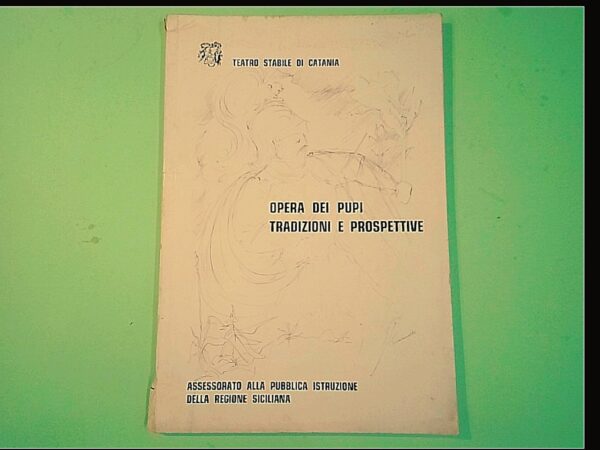 TEATRO STABILE DI CATANIA
OPERA DEI PUPI
TRADIZIONI E PROSPETTIVE
ASSESSORATO ALLA PUBBLICA ISTRUZIONE
DELLA REGIONE SICILIANA